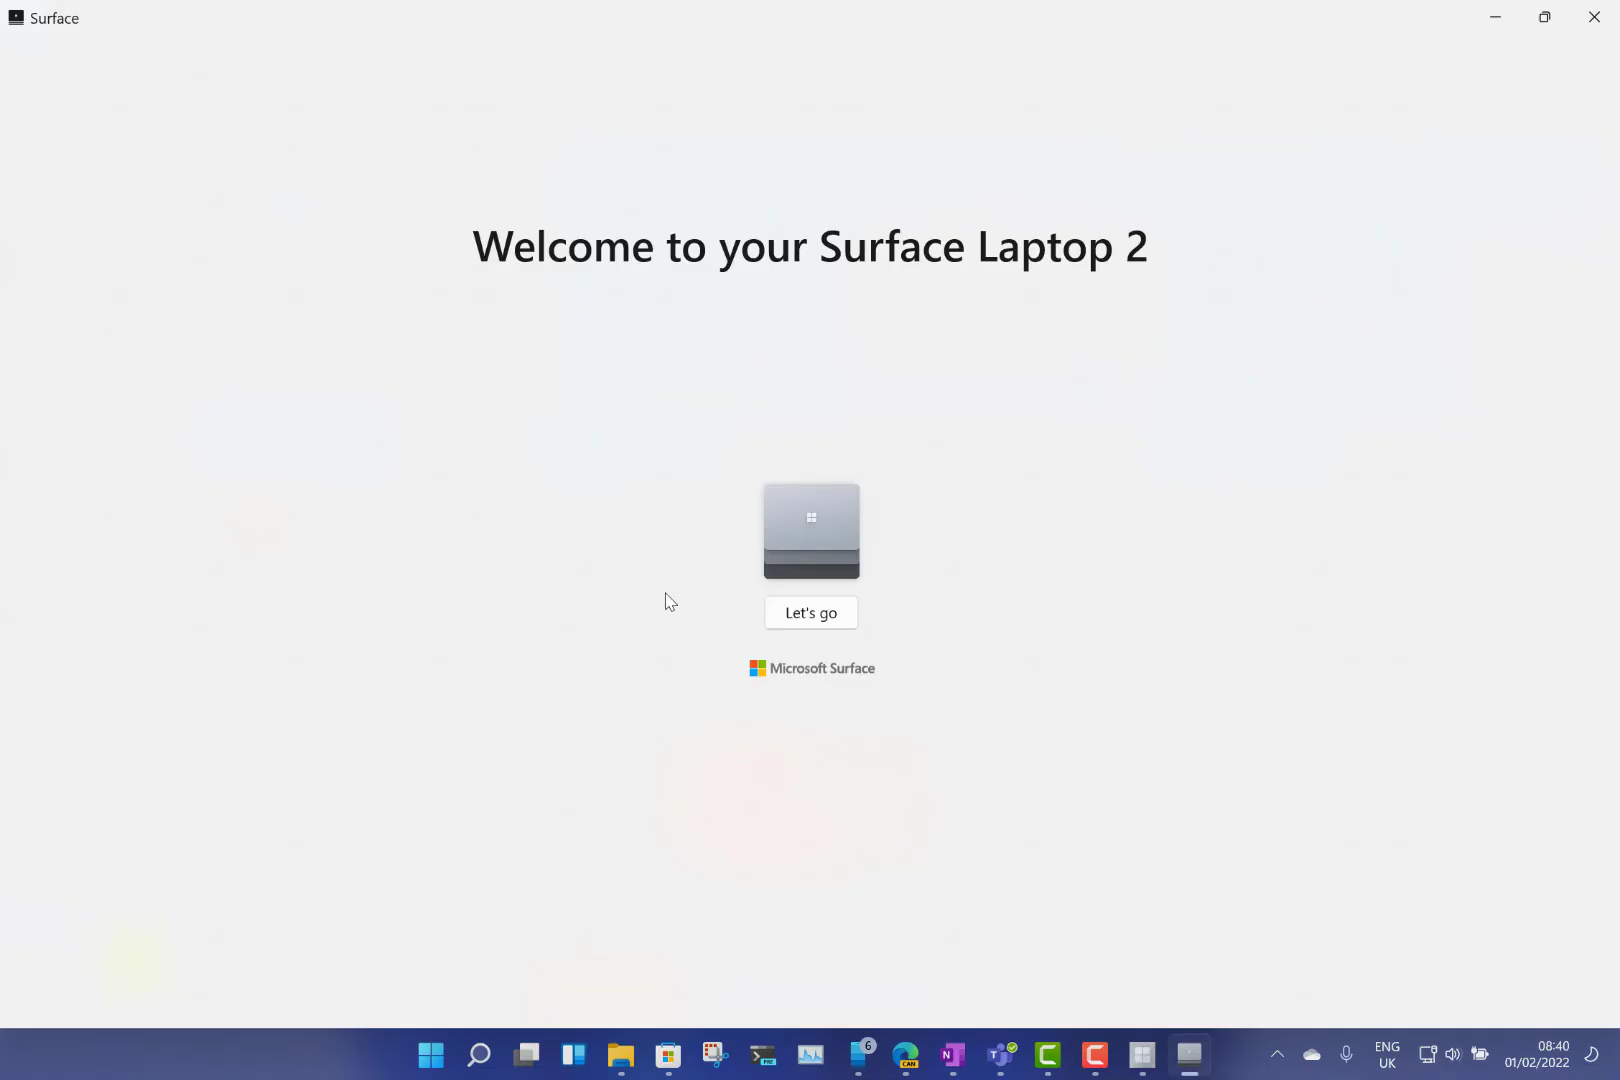 Surface
Welcome to your Surface Laptop 2
Let's go
Microsoft Surface
6
CAN
ENG
UK
08:40
01/02/2022